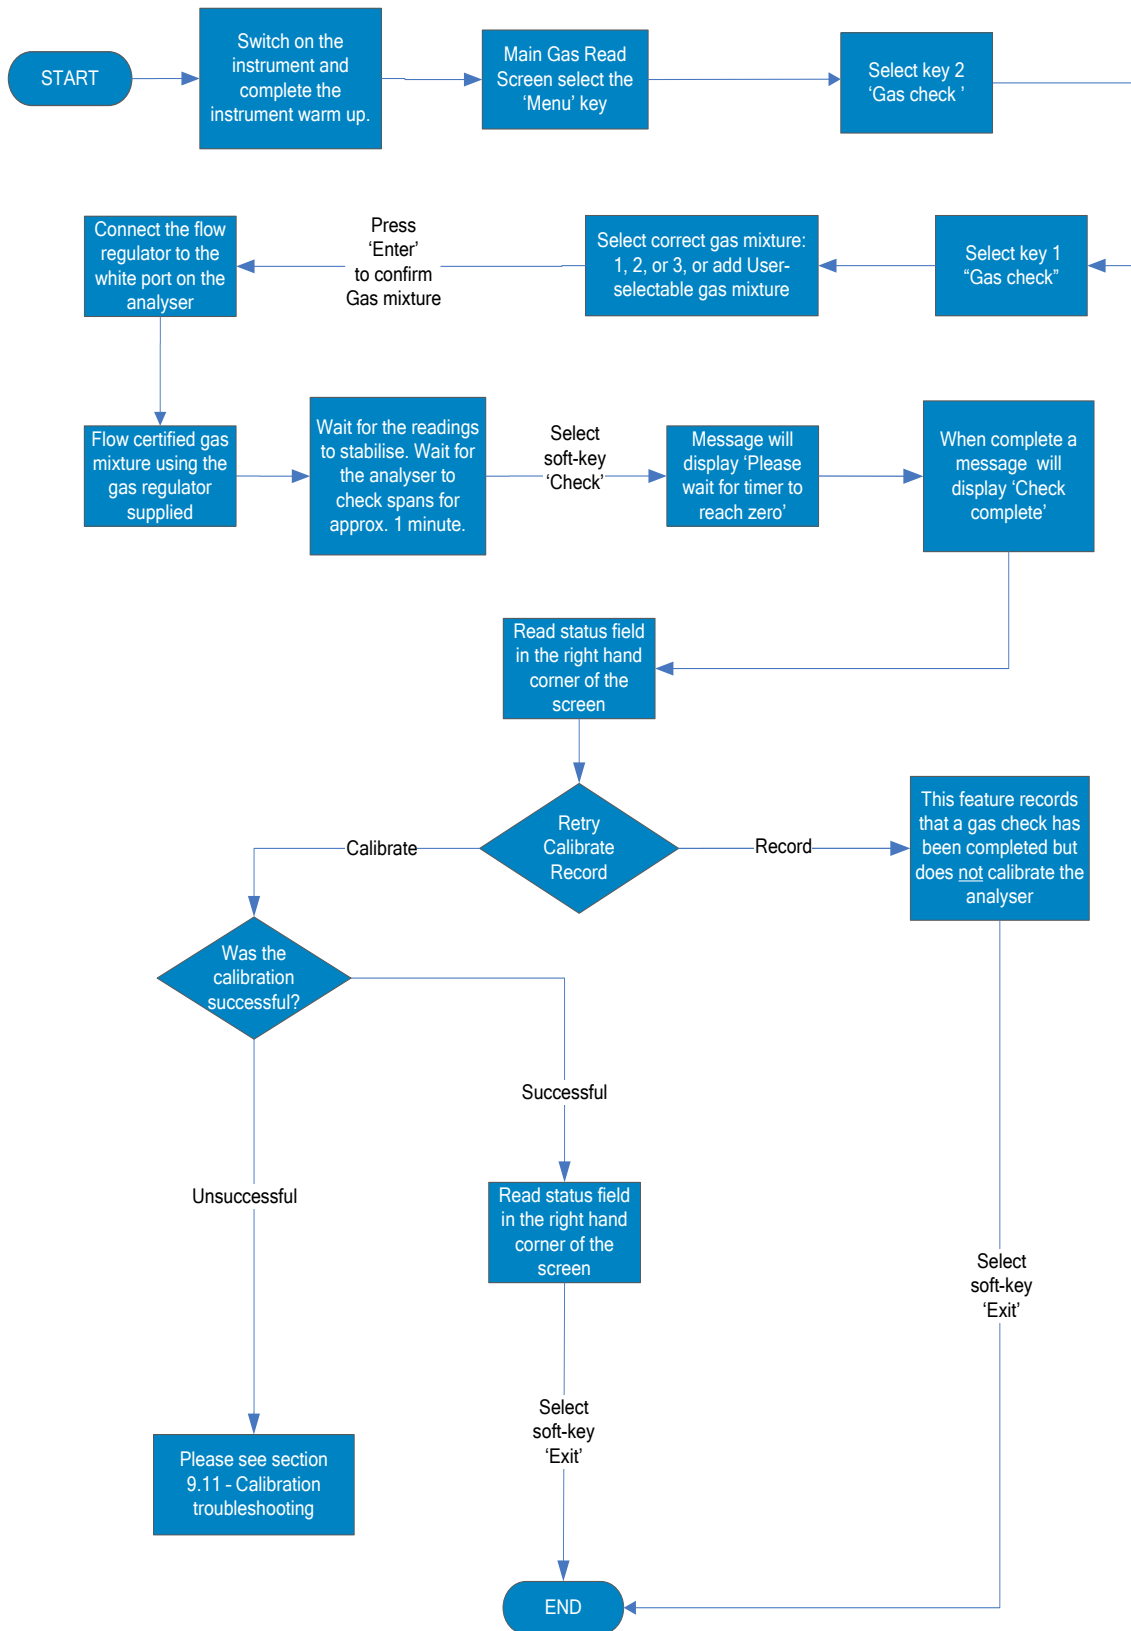 START
Switch on the
instrument and
complete the
instrument warm up.
Main Gas Read
Screen select the
‘Menu’ key
Select key 2
‘Gas check ’
Select key 1
“Gas check”
Select correct gas mixture:
1, 2, or 3, or add User-
selectable gas mixture
Press
‘Enter’
to confirm
Gas mixture
Connect the flow
regulator to the
white port on the
analyser
Flow certified gas
mixture using the
gas regulator
supplied
Wait for the readings
to stabilise. Wait for
the analyser to
check spans for
approx. 1 minute.
Select
soft-key
‘Check’
Message will
display ‘Please
wait for timer to
reach zero’
When complete a
message will
display ‘Check
complete’
Read status field
in the right hand
corner of the
screen
Retry
Calibrate
Record
Calibrate
Record
This feature records
that a gas check has
been completed but
does not calibrate the
analyser
Was the
calibration
successful?
Successful
Unsuccessful
Read status field
in the right hand
corner of the
screen
Select
soft-key
‘Exit’
Select
soft-key
‘Exit’
Please see section
9.11 - Calibration
troubleshooting
END